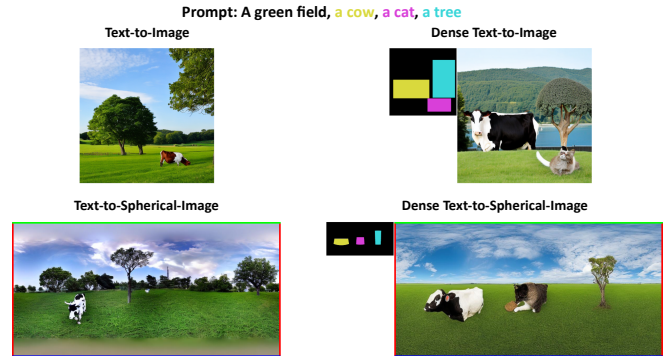 Prompt: A green field, a cow, a cat, a tree
Text-to-Image
Dense Text-to-Image
Text-to-Spherical-Image
Dense Text-to-Spherical-Image